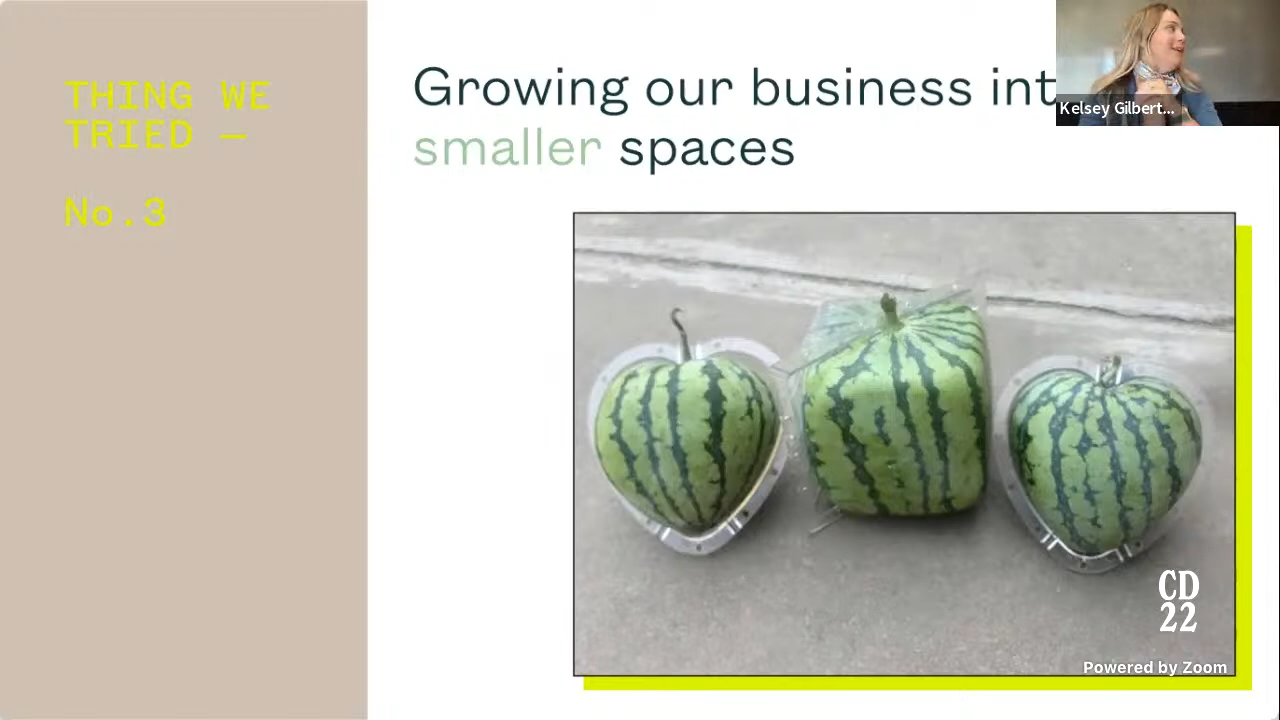 THING WE
TRIED —
No.3
Growing our business int
smaller spaces
Kelsey Gilbert...
CD
22
Powered by Zoom